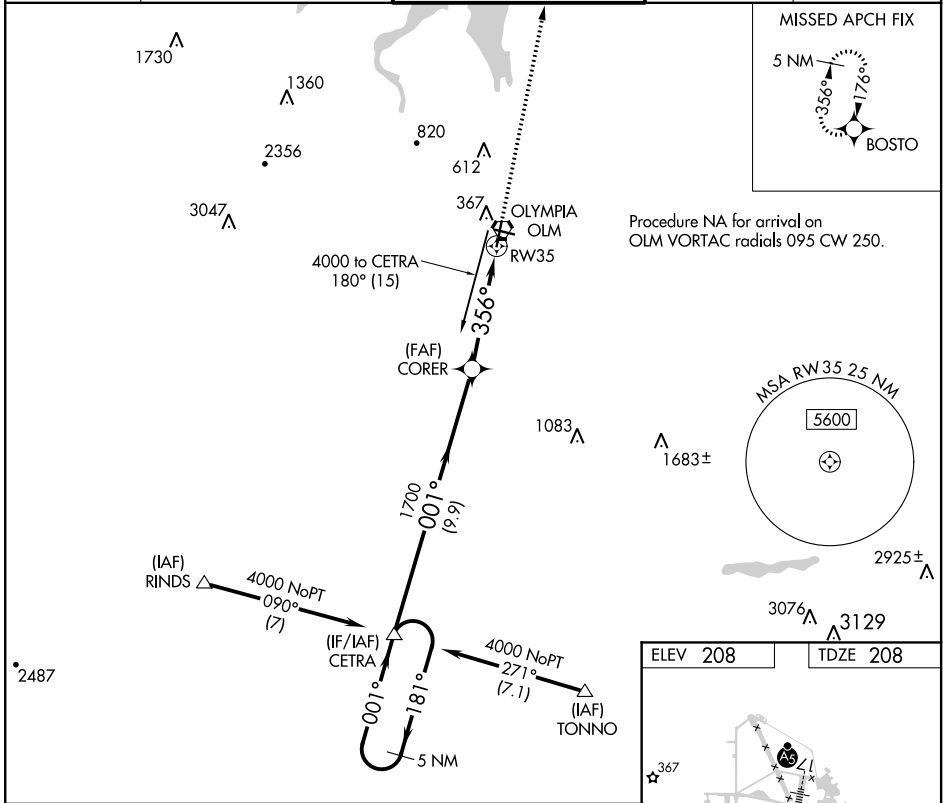 MISSED APCH FIX
5 NM
356°
176°
BOSTO
1730
1360
2356
820
612
3047
367
OLYMPIA
OLM
RW35
Procedure NA for arrival on
OLM VORTAC radials 095 CW 250.
4000 to CETRA
180° (15)
356°
(FAF)
CORER
MSA RW35 25 NM
5600
1083
1683±
1700
001°
(9.9)
2925±
(IAF)
RINDS
4000 NoPT
090°
(7)
3076
3129
(IF/IAF)
CETRA
4000 NoPT
271°
(7.1)
(IAF)
TONNO
2487
001°
181°
5 NM
ELEV 208
TDZE 208
367
A5
17